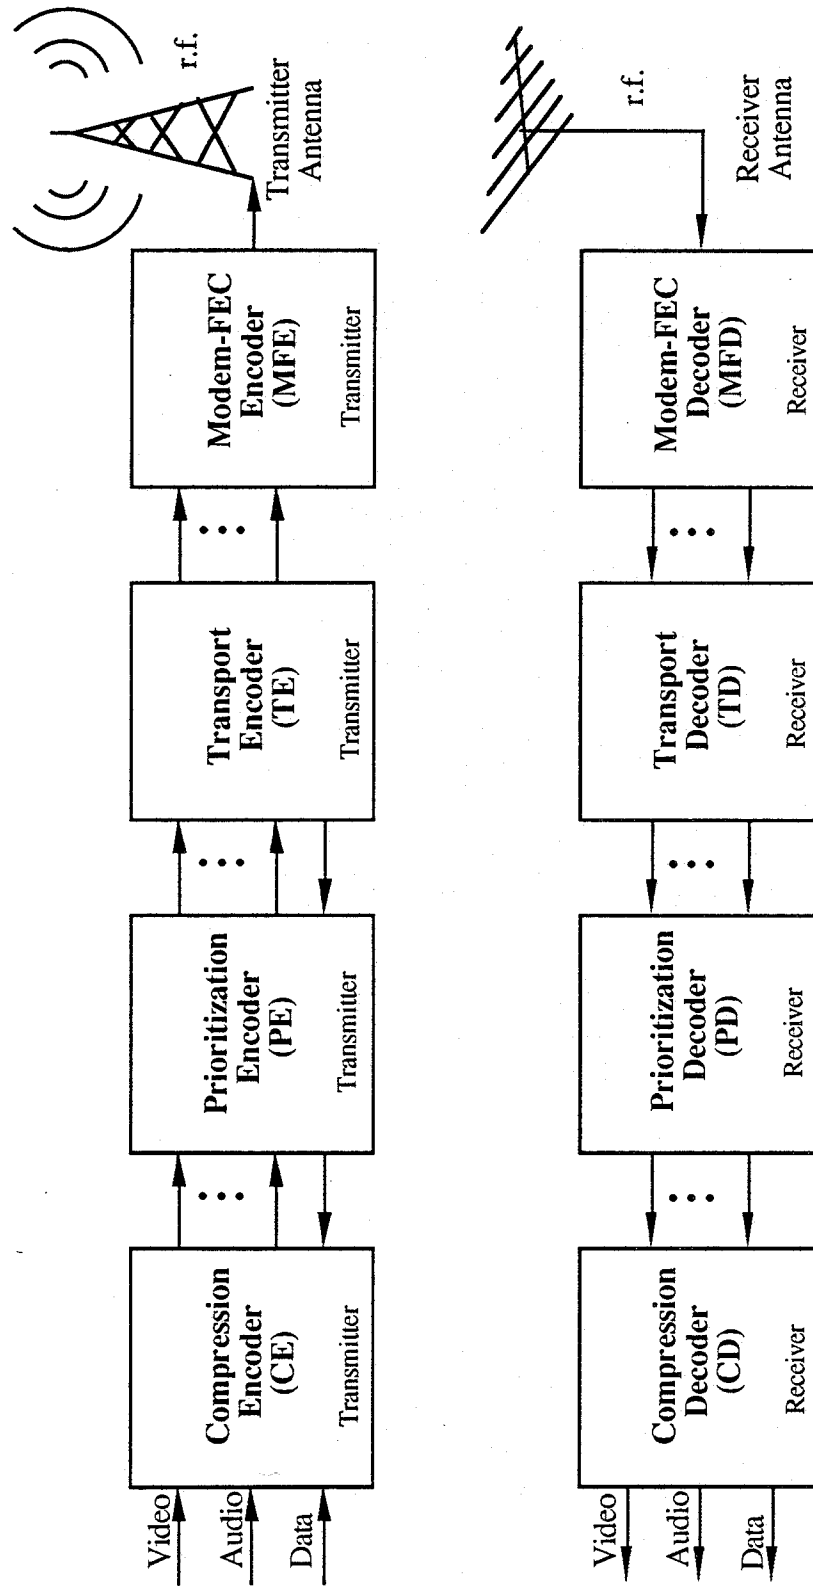 Video
Audio
Data
Compression
Encoder
(CE)
Transmitter
Prioritization
Encoder
(PE)
Transmitter
Transport
Encoder
(TE)
Transmitter
Modem-FEC
Encoder
(MFE)
Transmitter
r.f.
Transmitter
Antenna
Video
Audio
Data
Compression
Decoder
(CD)
Receiver
Prioritization
Decoder
(PD)
Receiver
Transport
Decoder
(TD)
Receiver
Modem-FEC
Decoder
(MFD)
Receiver
r.f.
Receiver
Antenna